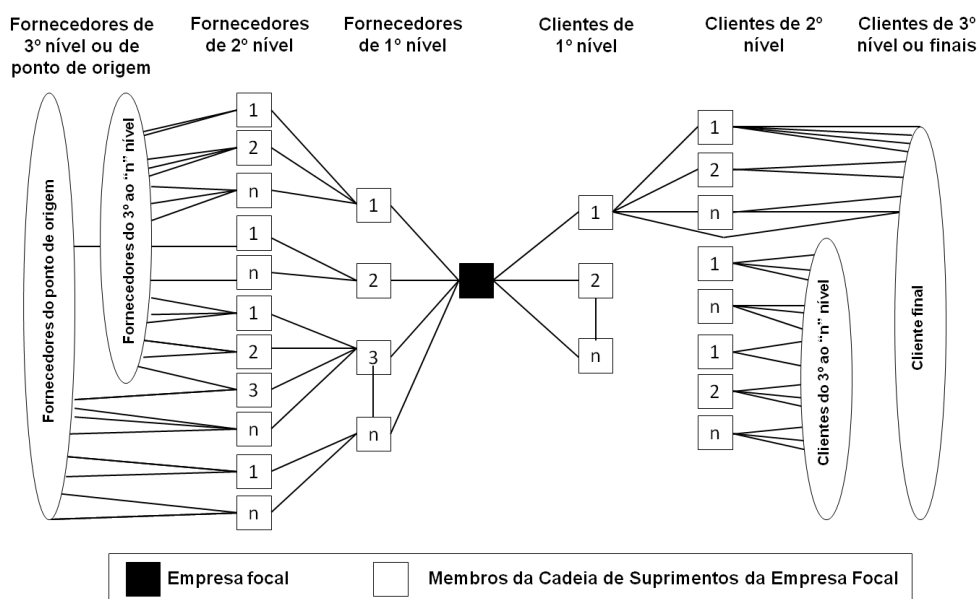 Fornecedores de
3º nível ou de
ponto de origem
Fornecedores
de 2º nível
Fornecedores
de 1º nível
Clientes de
1º nível
Clientes de 2º
nível
Clientes de 3º
nível ou finais
Fornecedores do ponto de origem
Fornecedores do 3º ao “n” nível
1
2
n
1
n
1
2
3
n
1
n
1
2
3
n
1
2
n
1
2
n
1
n
1
2
n
Clientes do 3º ao “n” nível
Cliente final
Empresa focal
Membros da Cadeia de Suprimentos da Empresa Focal